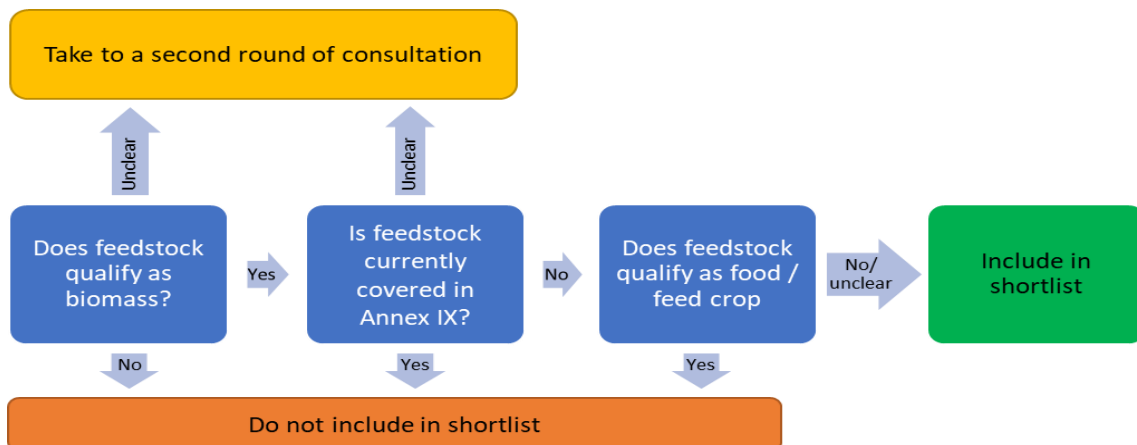 Take to a second round of consultation
Unclear
Unclear
Does feedstock
qualify as
biomass?
Yes
Is feedstock
currently
covered in
Annex IX?
No
Does feedstock
qualify as food /
feed crop
No/
unclear
Include in
shortlist
No
Yes
Yes
Do not include in shortlist